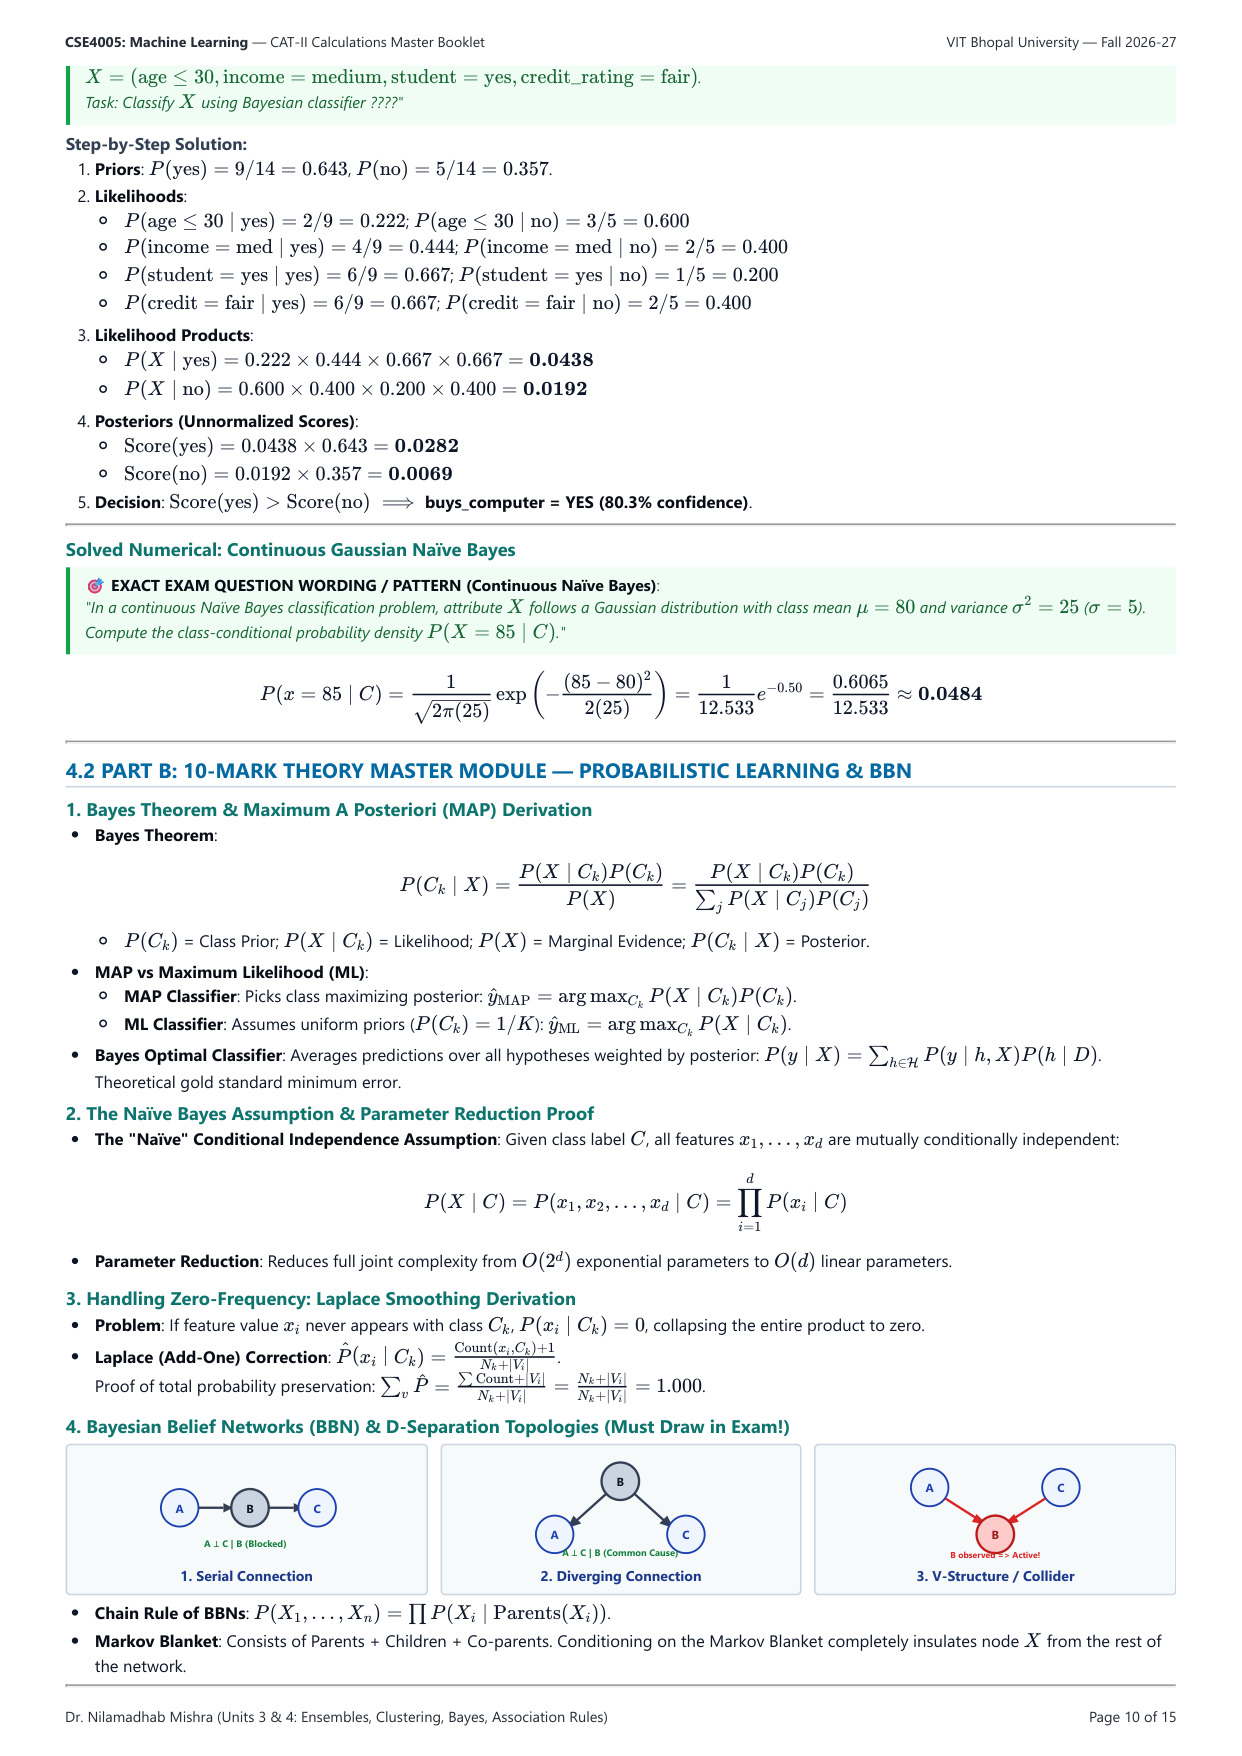 CSE4005: Machine Learning — CAT-II Calculations Master Booklet
VIT Bhopal University — Fall 2026-27
X = (age ≤ 30, income = medium, student = yes, credit_rating = fair).
Task: Classify X using Bayesian classifier ????"
Step-by-Step Solution:
1. Priors: P(yes) = 9/14 = 0.643, P(no) = 5/14 = 0.357.
2. Likelihoods:
P(age ≤ 30 | yes) = 2/9 = 0.222; P(age ≤ 30 | no) = 3/5 = 0.600
P(income = med | yes) = 4/9 = 0.444; P(income = med | no) = 2/5 = 0.400
P(student = yes | yes) = 6/9 = 0.667; P(student = yes | no) = 1/5 = 0.200
P(credit = fair | yes) = 6/9 = 0.667; P(credit = fair | no) = 2/5 = 0.400
3. Likelihood Products:
P(X | yes) = 0.222 × 0.444 × 0.667 × 0.667 = 0.0438
P(X | no) = 0.600 × 0.400 × 0.200 × 0.400 = 0.0192
4. Posteriors (Unnormalized Scores):
Score(yes) = 0.0438 × 0.643 = 0.0282
Score(no) = 0.0192 × 0.357 = 0.0069
5. Decision: Score(yes) > Score(no) ⟹ buys_computer = YES (80.3% confidence).
Solved Numerical: Continuous Gaussian Naïve Bayes
🎯 EXACT EXAM QUESTION WORDING / PATTERN (Continuous Naïve Bayes):
"In a continuous Naïve Bayes classification problem, attribute X follows a Gaussian distribution with class mean μ = 80 and variance σ² = 25 (σ = 5).
Compute the class-conditional probability density P(X = 85 | C)."
P(x = 85 | C) = 1/√(2π(25)) exp(−(85 − 80)²/2(25)) = 1/12.533 e^(−0.50) = 0.6065/12.533 ≈ 0.0484
4.2 PART B: 10-MARK THEORY MASTER MODULE — PROBABILISTIC LEARNING & BBN
1. Bayes Theorem & Maximum A Posteriori (MAP) Derivation
Bayes Theorem:
P(C_k | X) = P(X | C_k)P(C_k)/P(X) = P(X | C_k)P(C_k)/∑_j P(X | C_j)P(C_j)
P(C_k) = Class Prior; P(X | C_k) = Likelihood; P(X) = Marginal Evidence; P(C_k | X) = Posterior.
MAP vs Maximum Likelihood (ML):
MAP Classifier: Picks class maximizing posterior: ŷ_MAP = arg max_{C_k} P(X | C_k)P(C_k).
ML Classifier: Assumes uniform priors (P(C_k) = 1/K): ŷ_ML = arg max_{C_k} P(X | C_k).
Bayes Optimal Classifier: Averages predictions over all hypotheses weighted by posterior: P(y | X) = ∑_{h∈ℋ} P(y | h, X)P(h | D).
Theoretical gold standard minimum error.
2. The Naïve Bayes Assumption & Parameter Reduction Proof
The "Naïve" Conditional Independence Assumption: Given class label C, all features x_1, . . . , x_d are mutually conditionally independent:
P(X | C) = P(x_1, x_2, . . . , x_d | C) = ∏_{i=1}^{d} P(x_i | C)
Parameter Reduction: Reduces full joint complexity from O(2^d) exponential parameters to O(d) linear parameters.
3. Handling Zero-Frequency: Laplace Smoothing Derivation
Problem: If feature value x_i never appears with class C_k, P(x_i | C_k) = 0, collapsing the entire product to zero.
Laplace (Add-One) Correction: P̂(x_i | C_k) = (Count(x_i,C_k)+1)/(N_k+|V_i|).
Proof of total probability preservation: ∑_v P̂ = (∑ Count+|V_i|)/(N_k+|V_i|) = (N_k+|V_i|)/(N_k+|V_i|) = 1.000.
4. Bayesian Belief Networks (BBN) & D-Separation Topologies (Must Draw in Exam!)
A B C
A ⊥ C | B (Blocked)
1. Serial Connection
B
A C
A ⊥ C | B (Common Cause)
2. Diverging Connection
A C
B
B observed => Active!
3. V-Structure / Collider
Chain Rule of BBNs: P(X_1, . . . , X_n) = ∏ P(X_i | Parents(X_i)).
Markov Blanket: Consists of Parents + Children + Co-parents. Conditioning on the Markov Blanket completely insulates node X from the rest of
the network.
Dr. Nilamadhab Mishra (Units 3 & 4: Ensembles, Clustering, Bayes, Association Rules)
Page 10 of 15